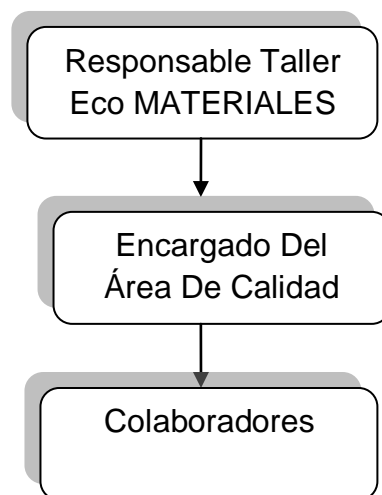 Responsable Taller
Eco MATERIALES
Encargado Del
Área De Calidad
Colaboradores